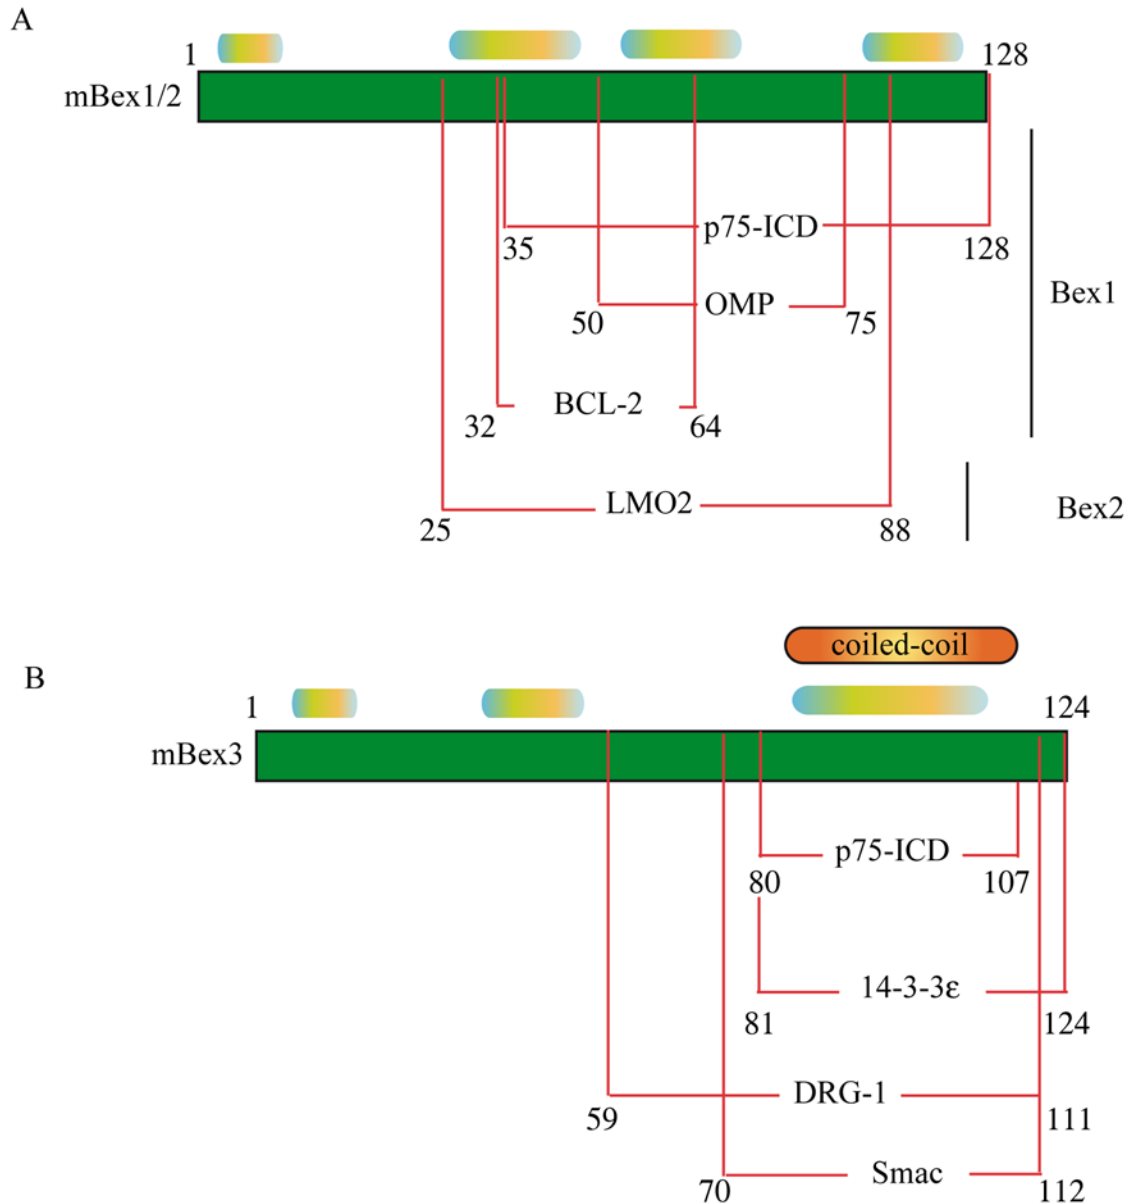 A
1
128
mBex1/2
p75-ICD
35
128
Bex1
OMP
50
75
BCL-2
32
64
LMO2
25
88
Bex2
coiled-coil
B
1
124
mBex3
p75-ICD
80
107
14-3-3ε
81
124
DRG-1
59
111
Smac
70
112